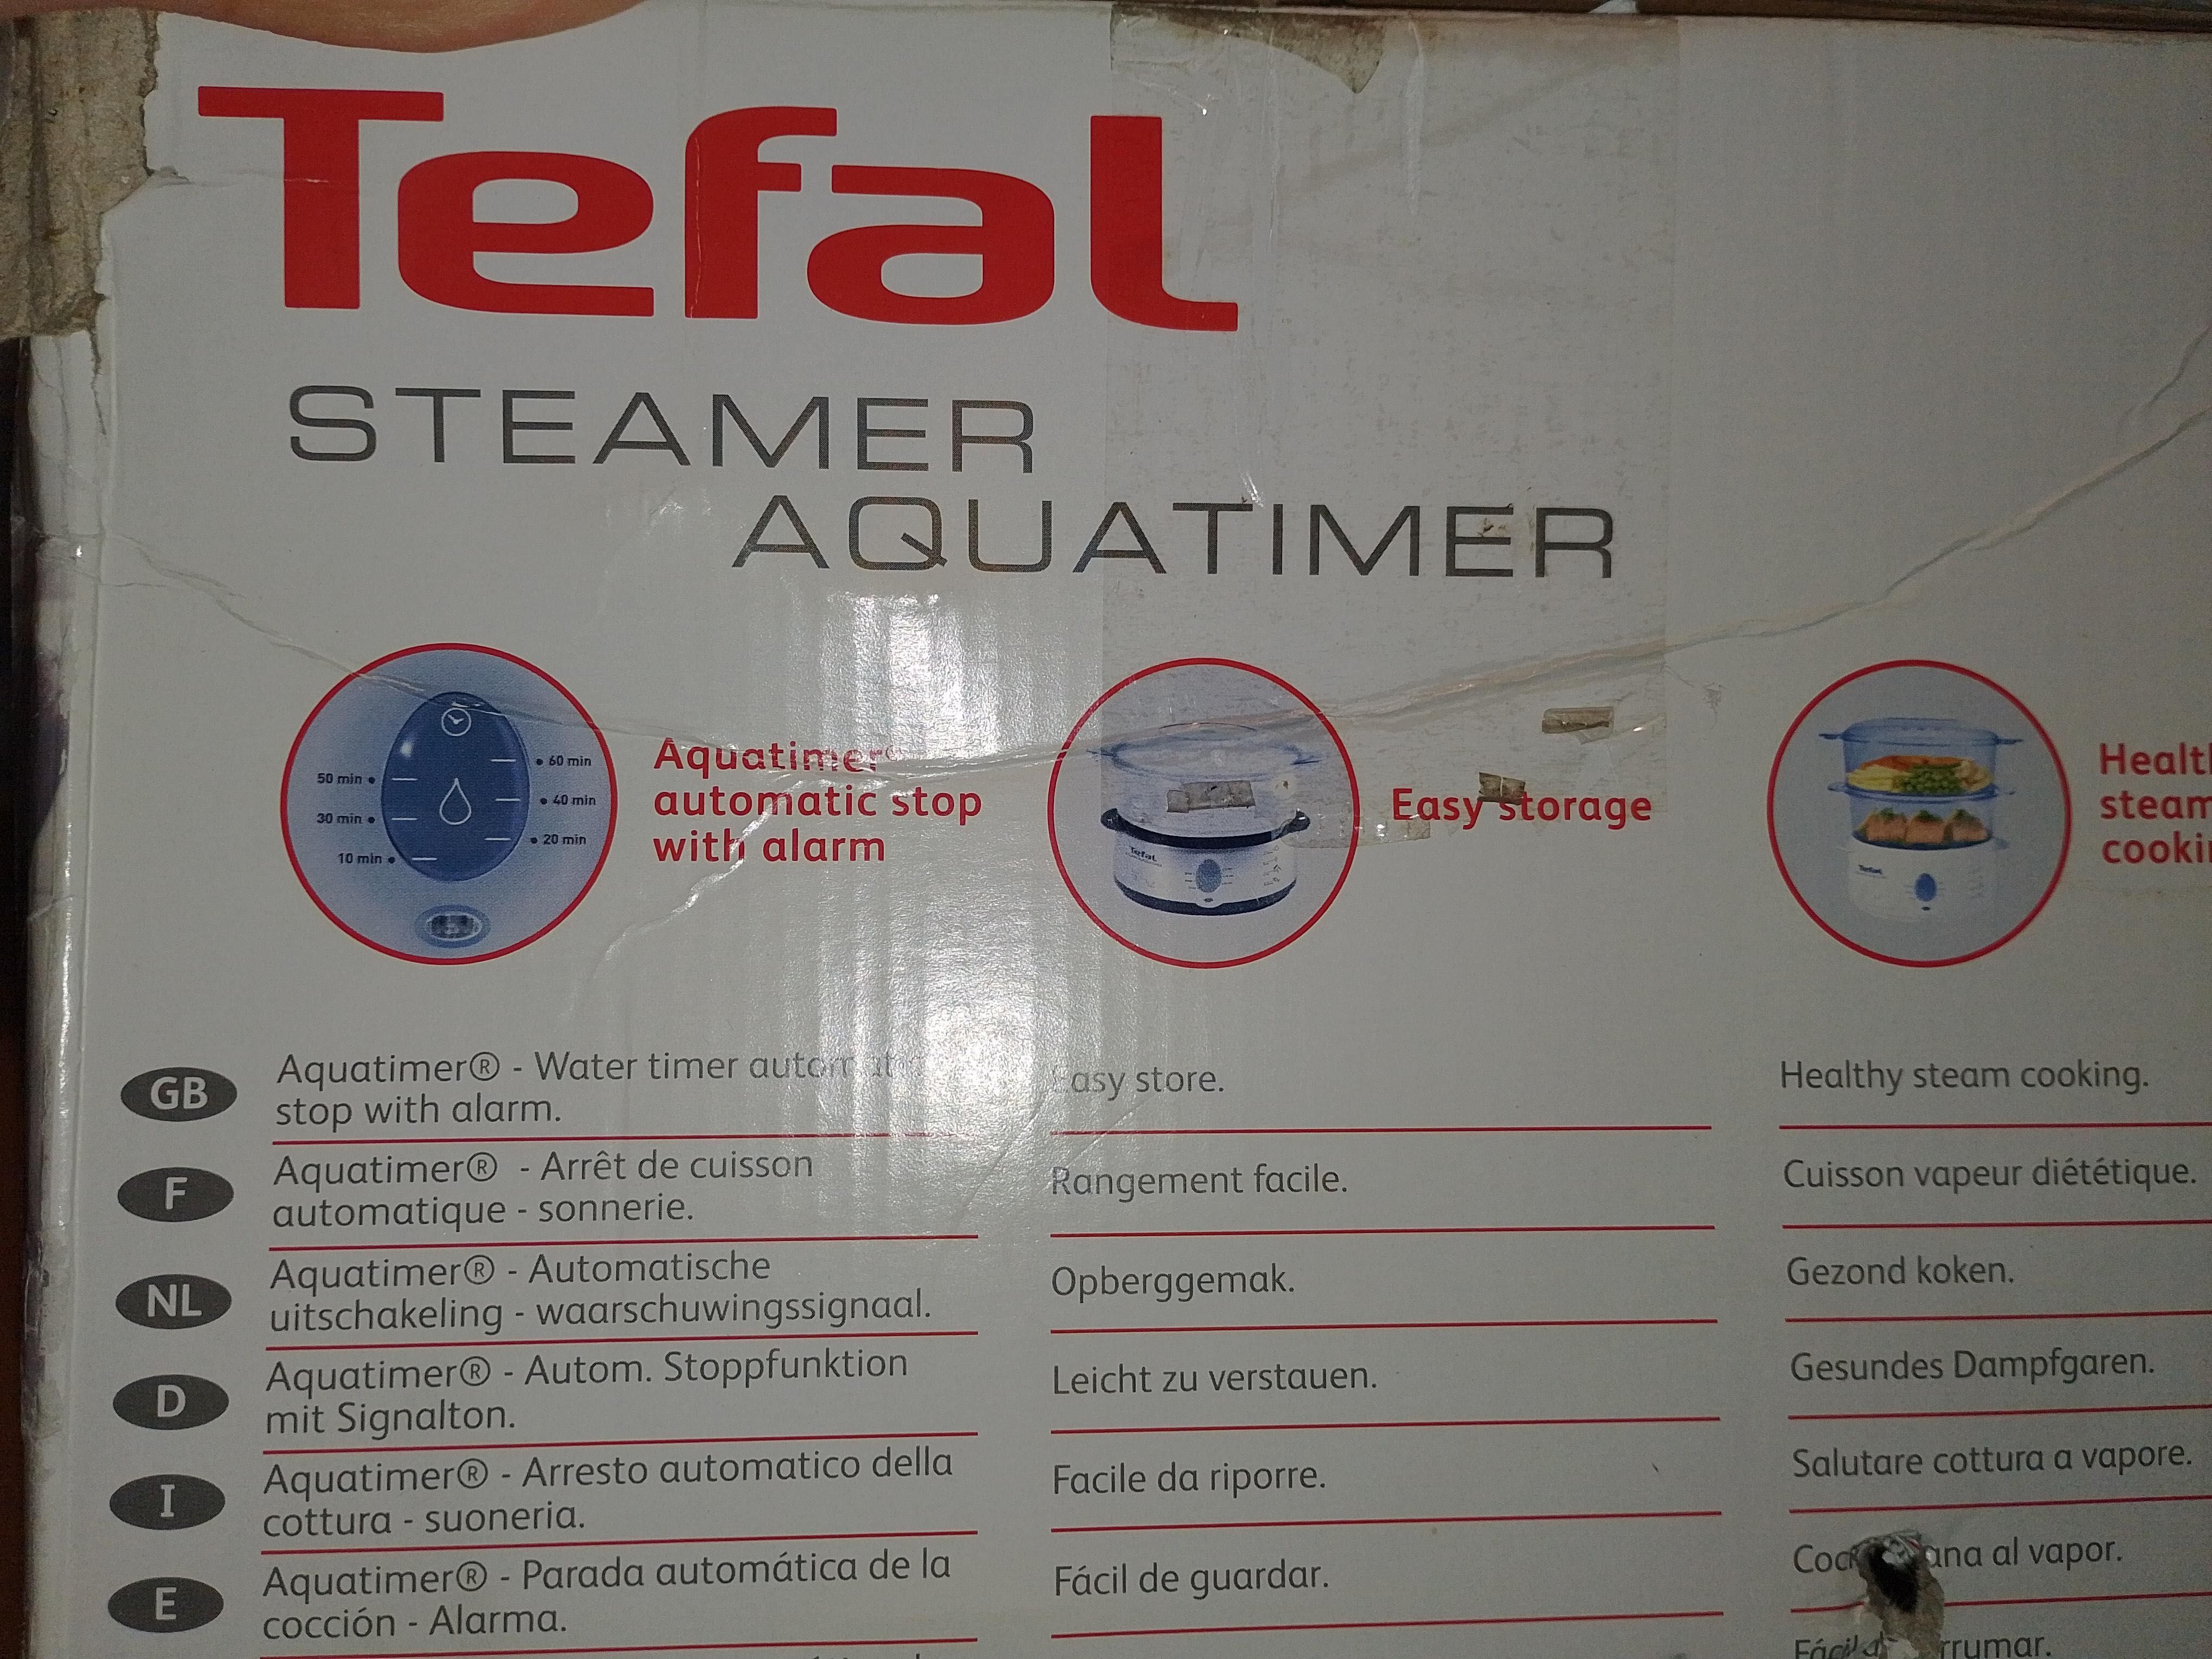 Tefal
STEAMER
AQUATIMER
50 min
30 min
10 min
60 min
40 min
20 min
Aquatimer®
automatic stop
with alarm
Tefal
Easy storage
Tefal
steam
GB
Aquatimer® - Water timer
stop with alarm.
Easy store.
Healthy steam cooking.
F
Aquatimer® - Arrêt de cuisson
automatique - sonnerie.
Rangement facile.
Cuisson vapeur diététique.
NL
Aquatimer® - Automatische
uitschakeling - waarschuwingssignaal.
Opberggemak.
Gezond koken.
D
Aquatimer® - Autom. Stoppfunktion
mit Signalton.
Leicht zu verstauen.
Gesundes Dampfgaren.
I
Aquatimer® - Arresto automatico della
cottura - suoneria.
Facile da riporre.
Salutare cottura a vapore.
E
Aquatimer® - Parada automática de la
cocción - Alarma.
Fácil de guardar.
al vapor.